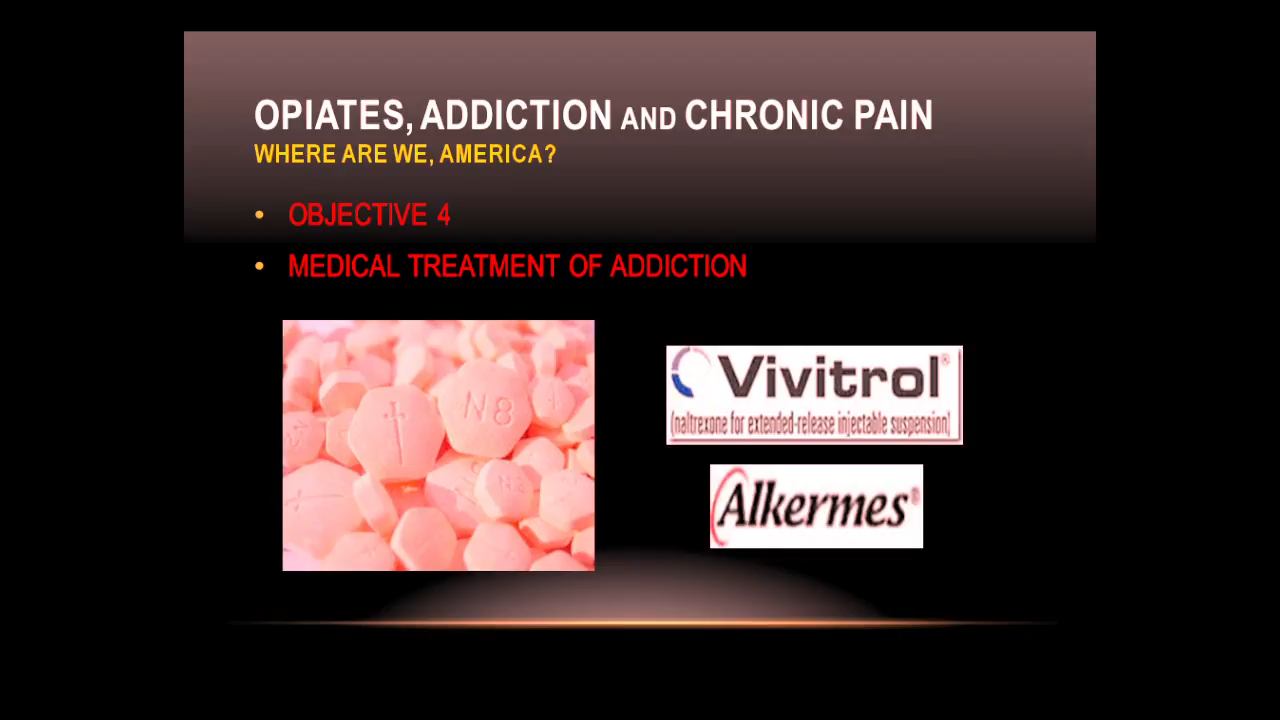 OPIATES, ADDICTION AND CHRONIC PAIN
WHERE ARE WE, AMERICA?
• OBJECTIVE 4
• MEDICAL TREATMENT OF ADDICTION
N8
Vivitrol®
(naltrexone for extended-release injectable suspension)
Alkermes®